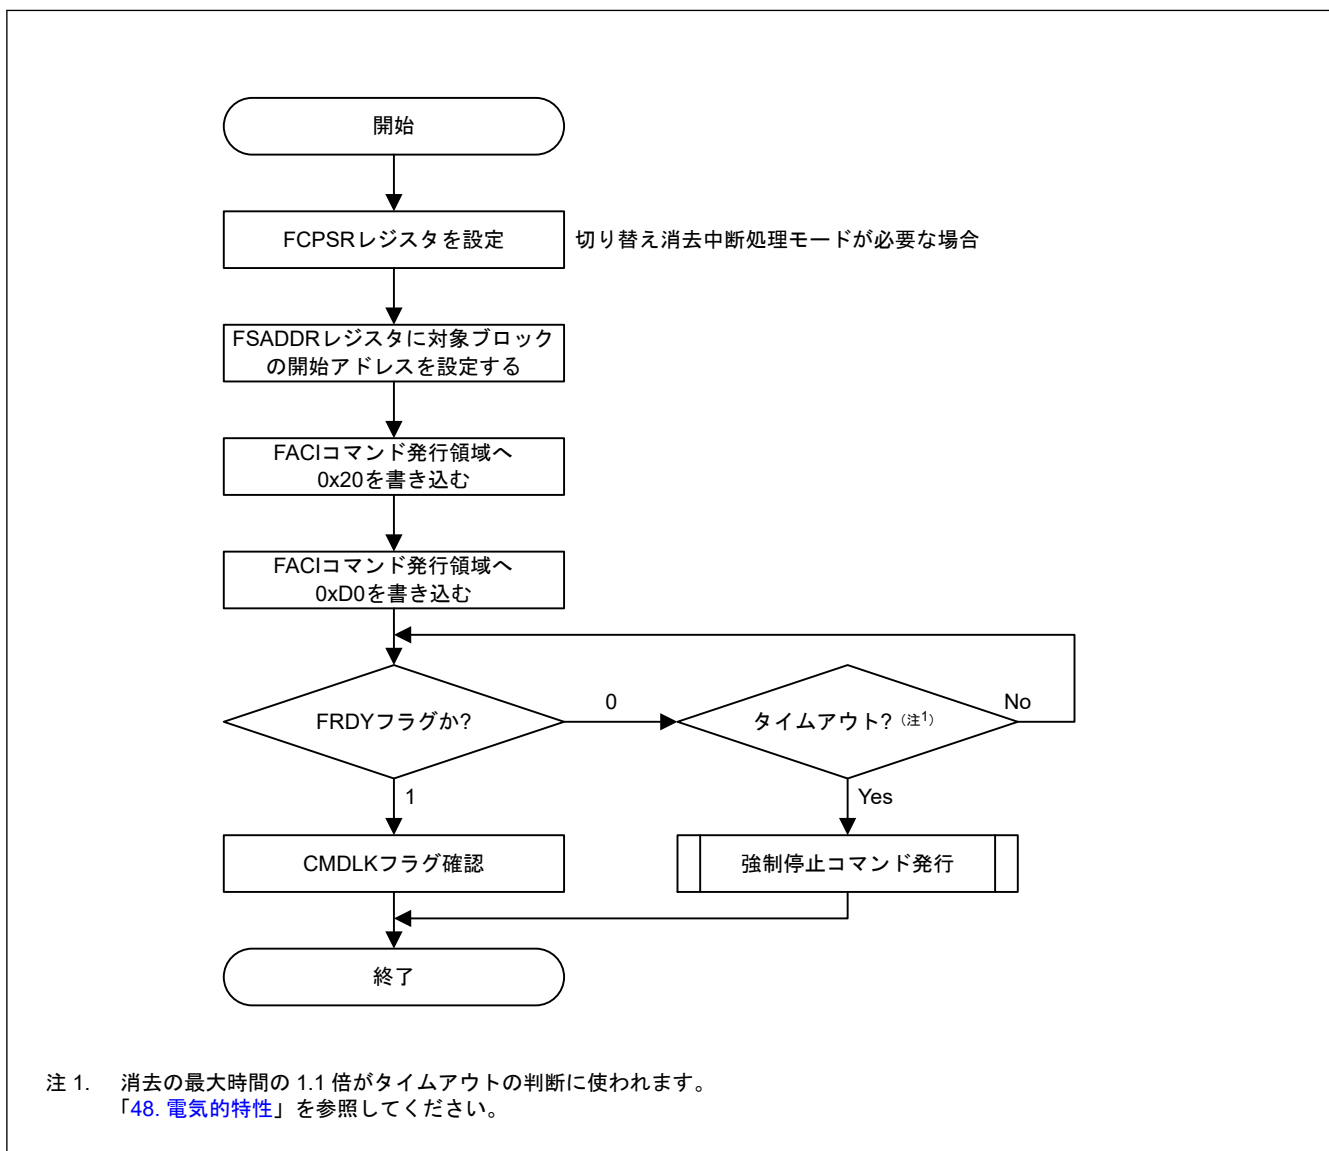 開始
FCPSRレジスタを設定 切り替え消去中断処理モードが必要な場合
FSADDRレジスタに対象ブロック
の開始アドレスを設定する
FACIコマンド発行領域へ
0x20を書き込む
FACIコマンド発行領域へ
0xD0を書き込む
FRDYフラグか?
0
タイムアウト? (注1)
No
1
Yes
CMDLKフラグ確認
強制停止コマンド発行
終了
注 1. 消去の最大時間の 1.1 倍がタイムアウトの判断に使われます。
「48. 電気的特性」を参照してください。